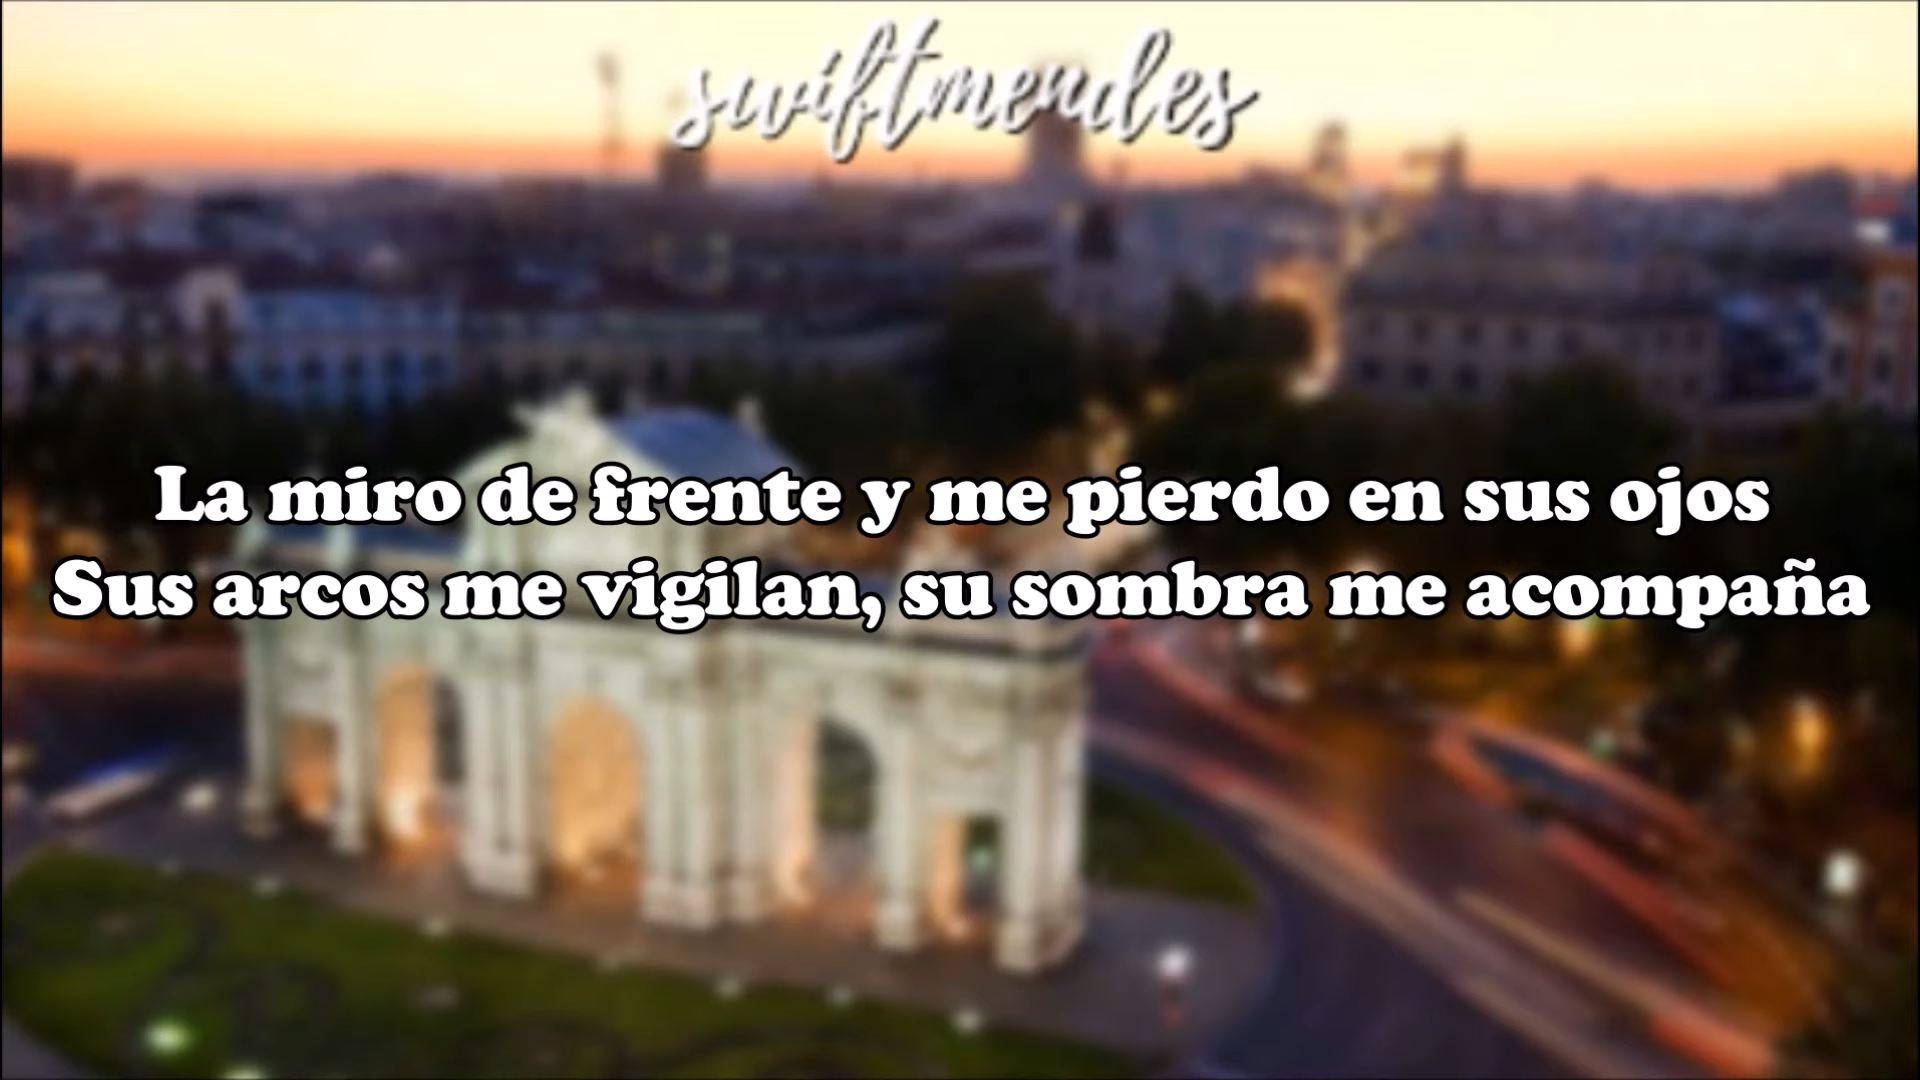 swiftmendes
La miro de frente y me pierdo en sus ojos
Sus arcos me vigilan, su sombra me acompaña